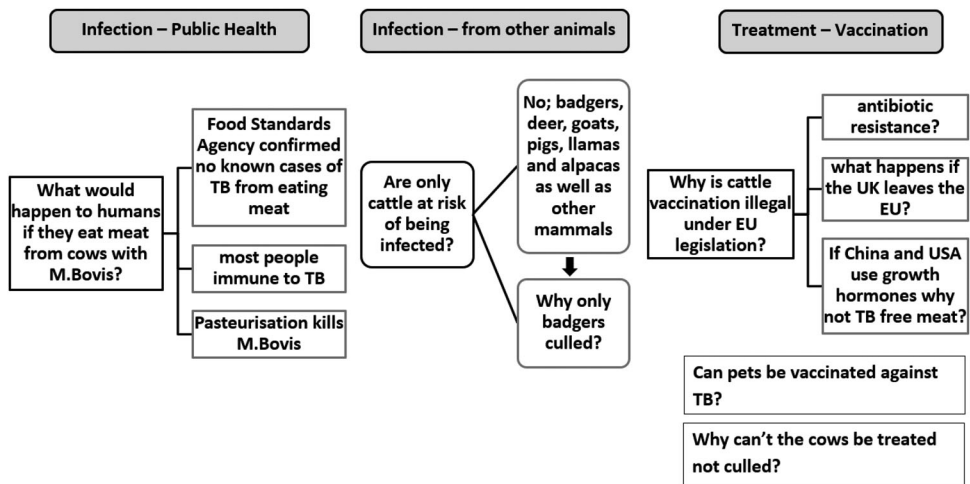 Infection – Public Health
What would
happen to humans
if they eat meat
from cows with
M.Bovis?
Food Standards
Agency confirmed
no known cases of
TB from eating
meat
most people
immune to TB
Pasteurisation kills
M.Bovis
Infection – from other animals
Are only
cattle at risk
of being
infected?
No; badgers,
deer, goats,
pigs, llamas
and alpacas
as well as
other
mammals
Why only
badgers
culled?
Treatment – Vaccination
Why is cattle
vaccination illegal
under EU
legislation?
antibiotic
resistance?
what happens if
the UK leaves the
EU?
If China and USA
use growth
hormones why
not TB free meat?
Can pets be vaccinated against
TB?
Why can't the cows be treated
not culled?